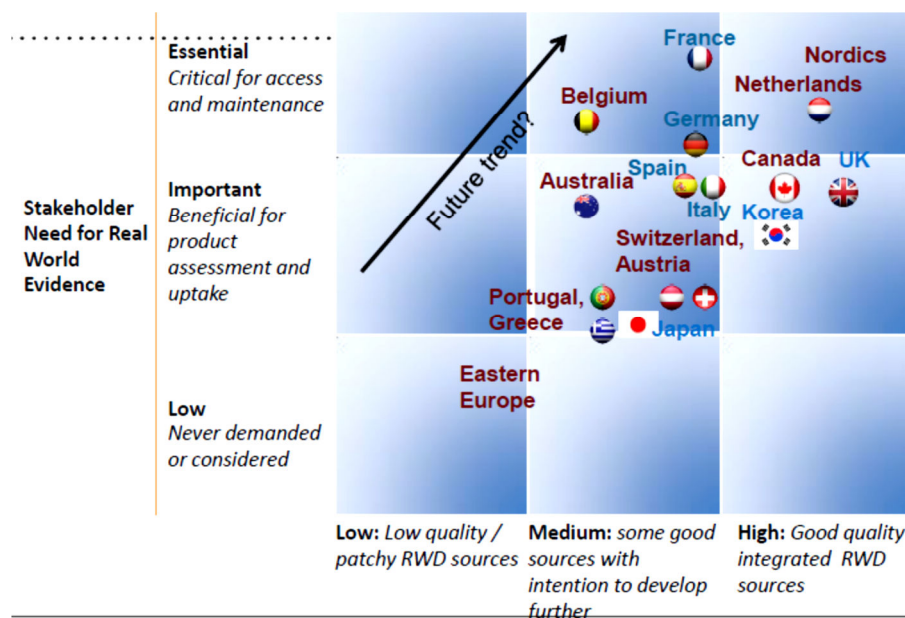 Essential
Critical for access
and maintenance
Important
Beneficial for
product
assessment and
uptake
Stakeholder
Need for Real
World
Evidence
Low
Never demanded
or considered
Future trend?
France
Nordics
Netherlands
Belgium
Germany
Canada
UK
Spain
Australia
Italy
Korea
Switzerland,
Austria
Portugal,
Greece
Japan
Eastern
Europe
Low: Low quality /
patchy RWD sources
Medium: some good
sources with
intention to develop
further
High: Good quality,
integrated RWD
sources